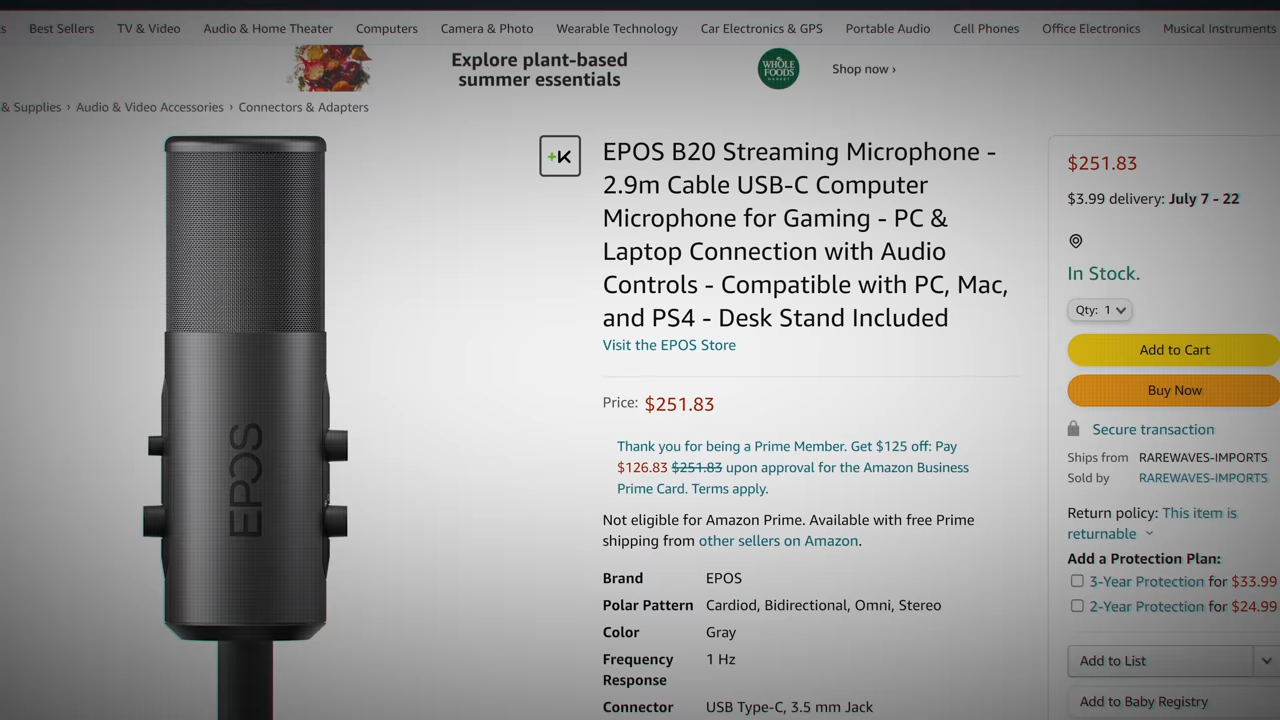 Best Sellers TV & Video Audio & Home Theater Computers Camera & Photo Wearable Technology Car Electronics & GPS Portable Audio Cell Phones Office Electronics Musical Instruments
Explore plant-based
summer essentials
WHOLE
FOODS
MARKET
Shop now ›
& Supplies › Audio & Video Accessories › Connectors & Adapters
EPOS
+K
EPOS B20 Streaming Microphone -
2.9m Cable USB-C Computer
Microphone for Gaming - PC &
Laptop Connection with Audio
Controls - Compatible with PC, Mac,
and PS4 - Desk Stand Included
Visit the EPOS Store
Price: $251.83
Thank you for being a Prime Member. Get $125 off: Pay
$126.83 $251.83 upon approval for the Amazon Business
Prime Card. Terms apply.
Not eligible for Amazon Prime. Available with free Prime
shipping from other sellers on Amazon.
Brand EPOS
Polar Pattern Cardiod, Bidirectional, Omni, Stereo
Color Gray
Frequency Response 1 Hz
Connector USB Type-C, 3.5 mm Jack
$251.83
$3.99 delivery: July 7 - 22
In Stock.
Qty: 1
Add to Cart
Buy Now
Secure transaction
Ships from RAREWAVES-IMPORTS
Sold by RAREWAVES-IMPORTS
Return policy: This item is
returnable
Add a Protection Plan:
3-Year Protection for $33.99
2-Year Protection for $24.99
Add to List
Add to Baby Registry